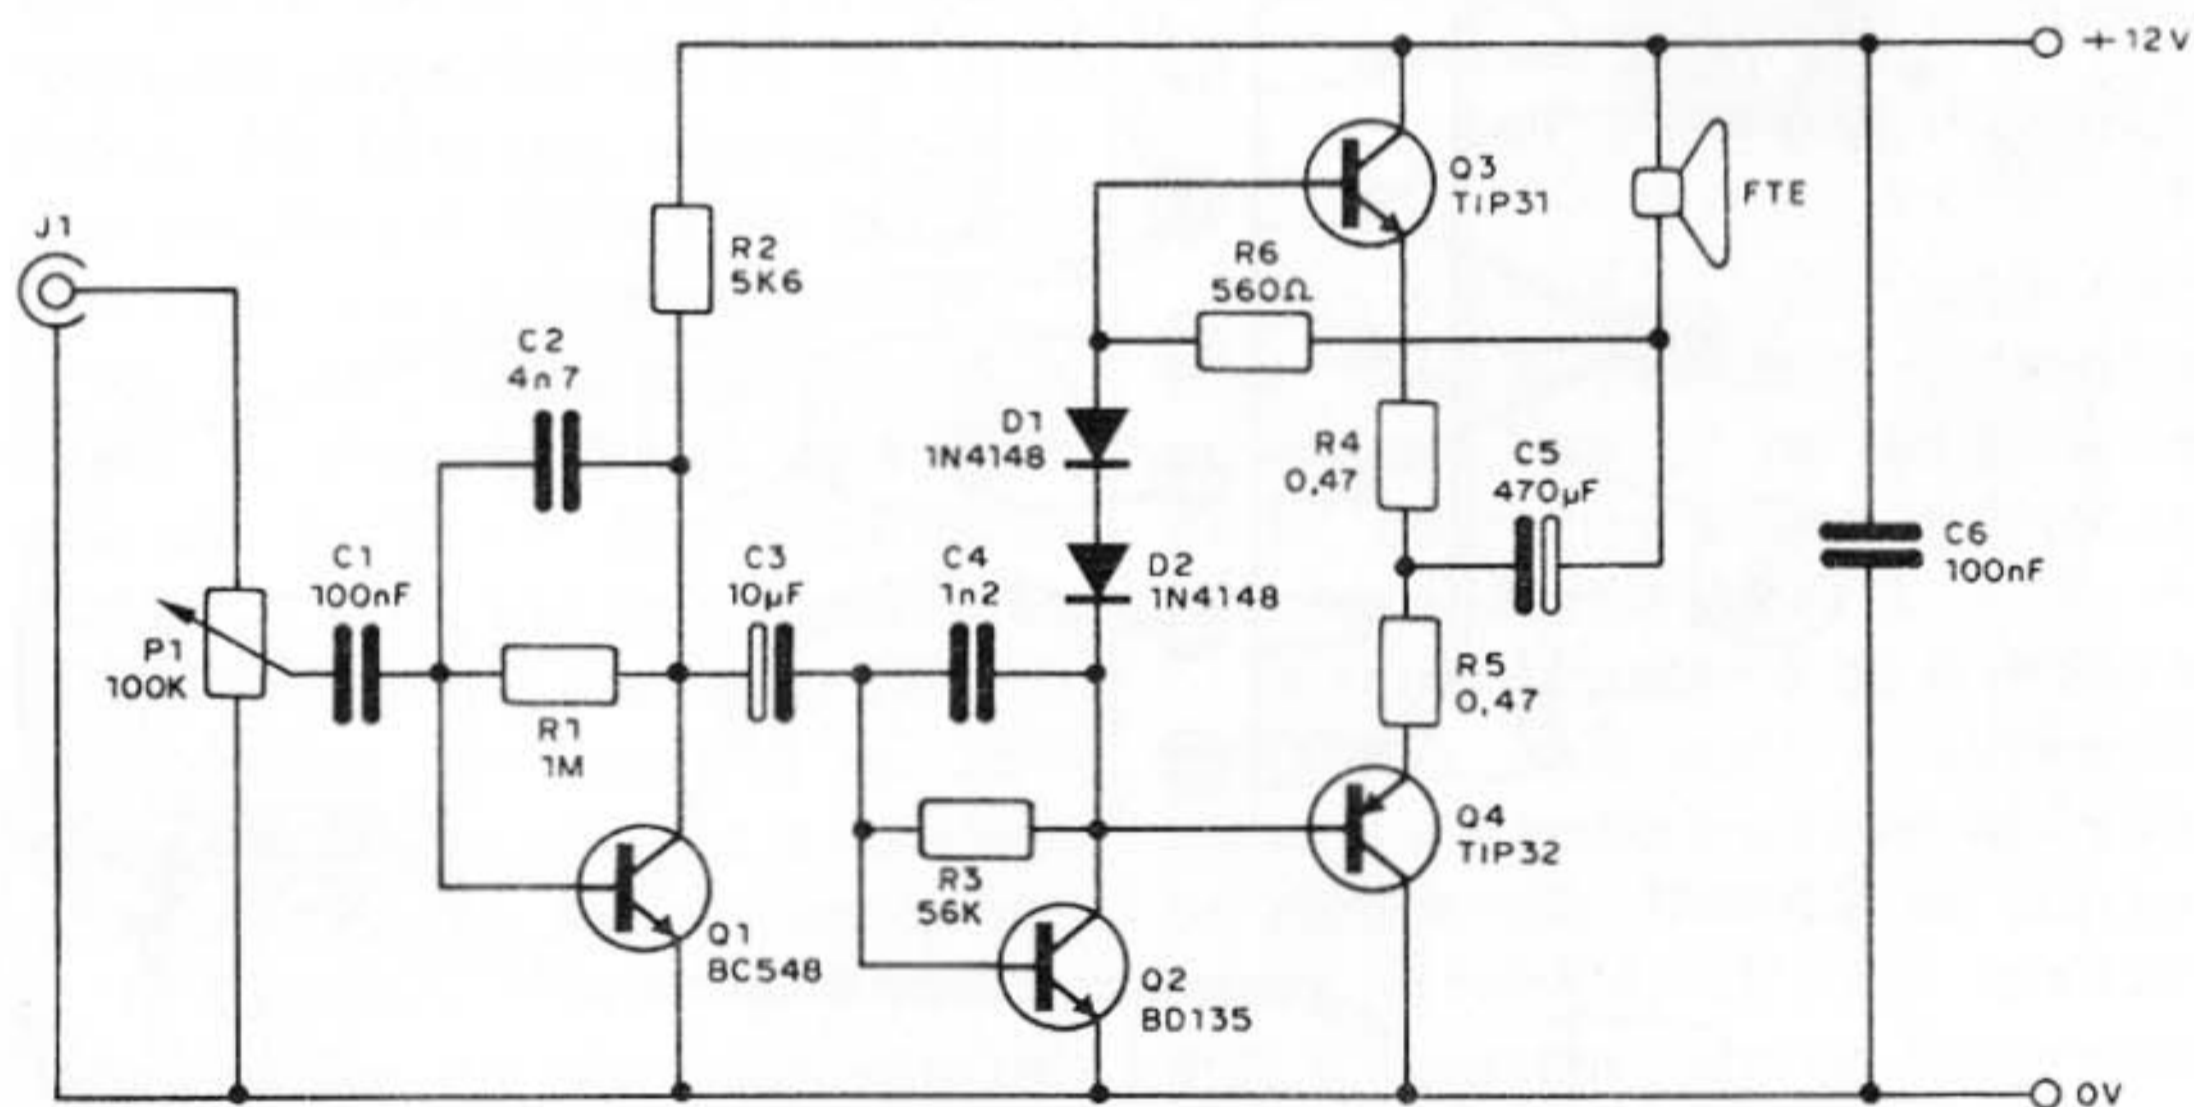 +12V
J1
R2
5K6
Q3
TIP31
FTE
R6
560Ω
C2
4n7
D1
1N4148
R4
0,47
C5
470µF
C1
100nF
C3
10µF
C4
1n2
D2
1N4148
C6
100nF
P1
100K
R1
1M
R5
0,47
R3
56K
Q4
TIP32
Q1
BC548
Q2
BD135
0V